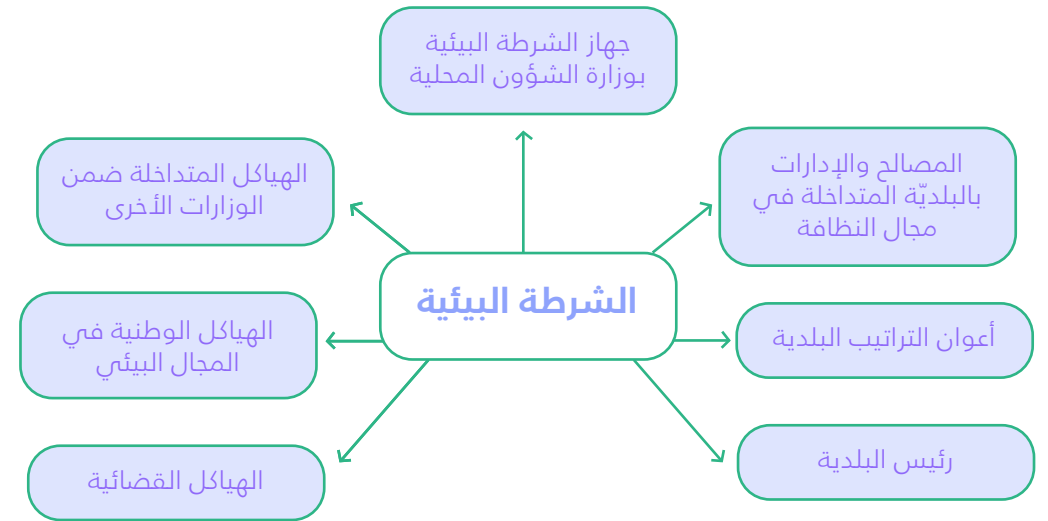 جهاز الشرطة البيئية
بوزارة الشؤون المحلية
المصالح والإدارات
بالبلديّة المتداخلة في
مجال النظافة
الهياكل المتداخلة ضمن
الوزارات الأخرى
الشرطة البيئية
أعوان التراتيب البلدية
الهياكل الوطنية في
المجال البيئي
رئيس البلدية
الهياكل القضائية